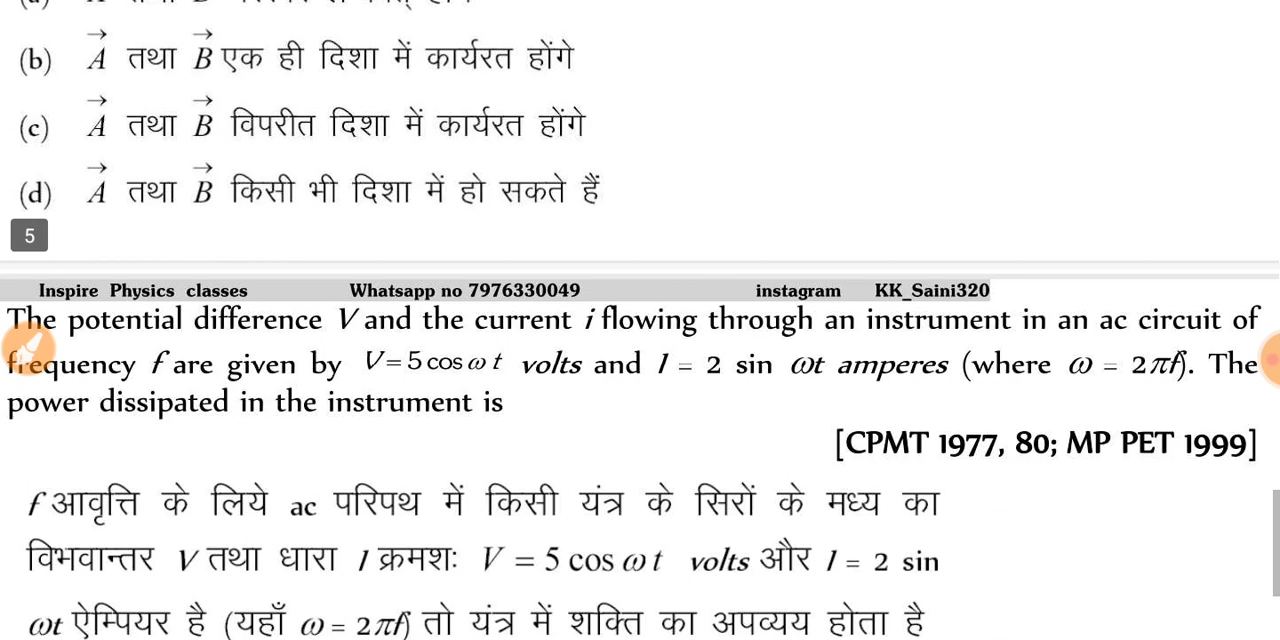 (b) A तथा B एक ही दिशा में कार्यरत होंगे
(c) A तथा B विपरीत दिशा में कार्यरत होंगे
(d) A तथा B किसी भी दिशा में हो सकते हैं
5
Inspire Physics classes Whatsapp no 7976330049 instagram KK_Saini320
The potential difference V and the current i flowing through an instrument in an ac circuit of
frequency f are given by V=5 cos ω t volts and I = 2 sin ωt amperes (where ω = 2πf). The
power dissipated in the instrument is
[CPMT 1977, 80; MP PET 1999]
f आवृत्ति के लिये ac परिपथ में किसी यंत्र के सिरों के मध्य का
विभवान्तर V तथा धारा I क्रमशः V = 5 cos ω t volts और I = 2 sin
ωt ऐम्पियर है (यहाँ ω = 2πf) तो यंत्र में शक्ति का अपव्यय होता है